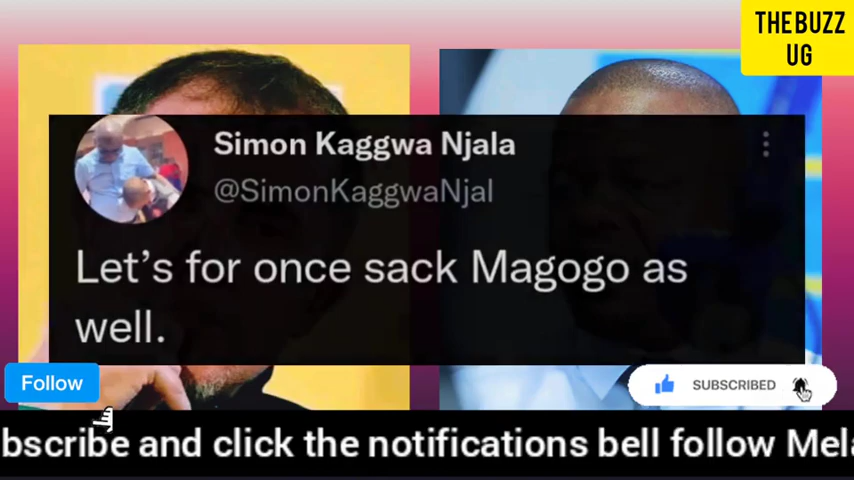 THE BUZZ
UG
Simon Kaggwa Njala
@SimonKaggwaNjal
Let's for once sack Magogo as
well.
Follow
SUBSCRIBED
bscribe and click the notifications bell follow Mela